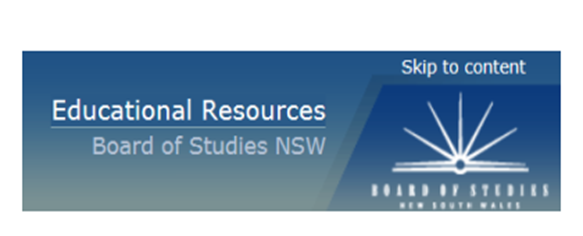 Skip to content
Educational Resources
Board of Studies NSW
BOARD OF STUDIES
NEW SOUTH WALES